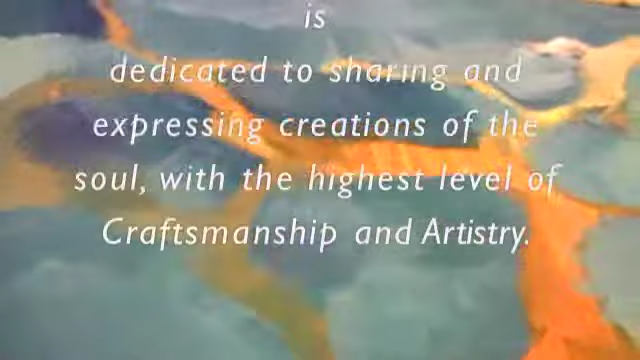 is
dedicated to sharing and
expressing creations of the
soul, with the highest level of
Craftsmanship and Artistry.